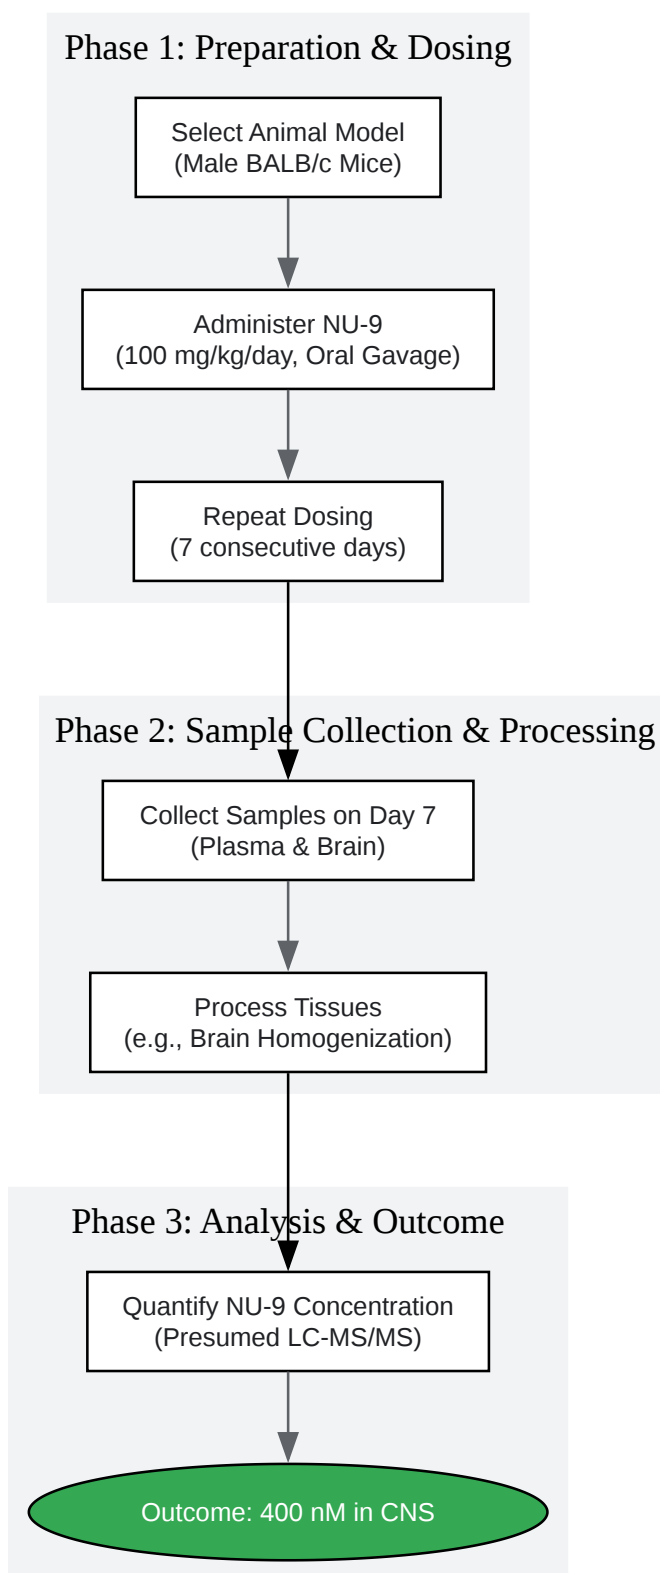 Phase 1: Preparation & Dosing
Select Animal Model
(Male BALB/c Mice)
Administer NU-9
(100 mg/kg/day, Oral Gavage)
Repeat Dosing
(7 consecutive days)
Phase 2: Sample Collection & Processing
Collect Samples on Day 7
(Plasma & Brain)
Process Tissues
(e.g., Brain Homogenization)
Phase 3: Analysis & Outcome
Quantify NU-9 Concentration
(Presumed LC-MS/MS)
Outcome: 400 nM in CNS